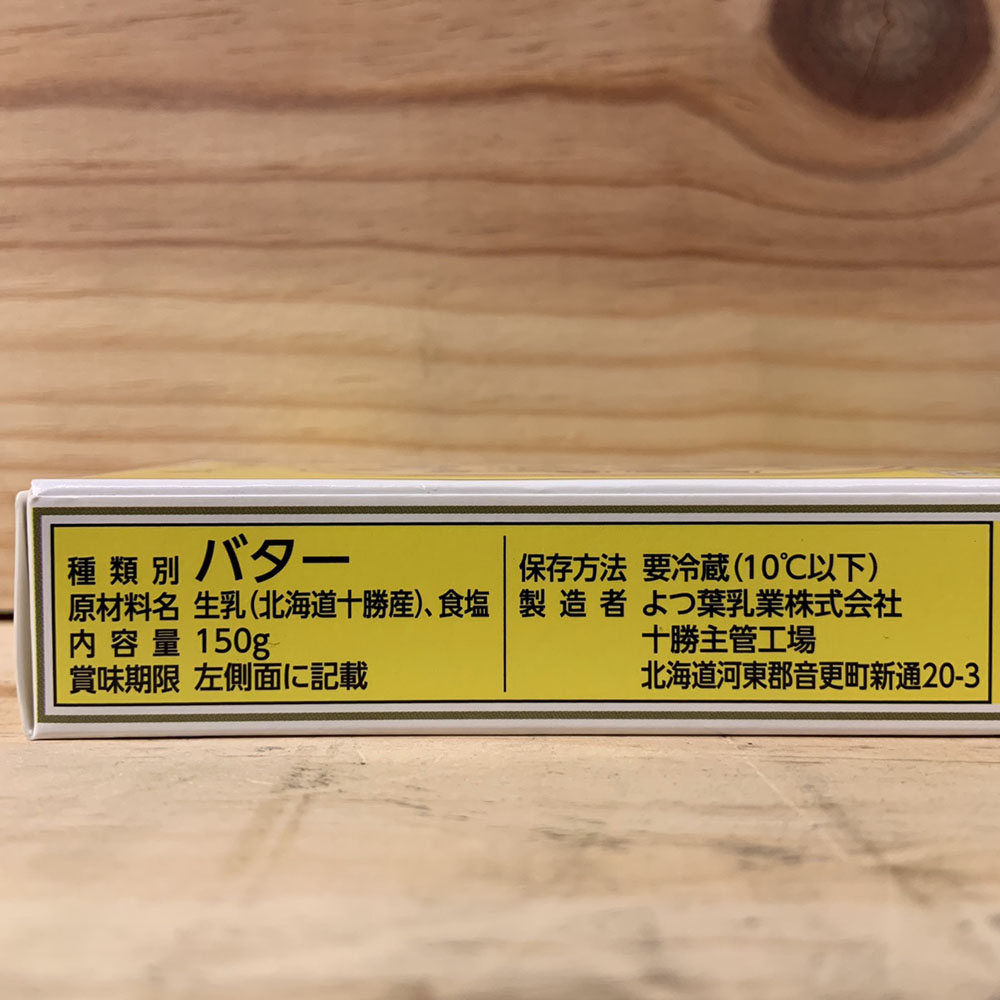 種類別 バター
原材料名 生乳(北海道十勝産)、食塩
内容量 150g
賞味期限 左側面に記載
保存方法 要冷蔵(10℃以下)
製造者 よつ葉乳業株式会社
十勝主管工場
北海道河東郡音更町新通20-3